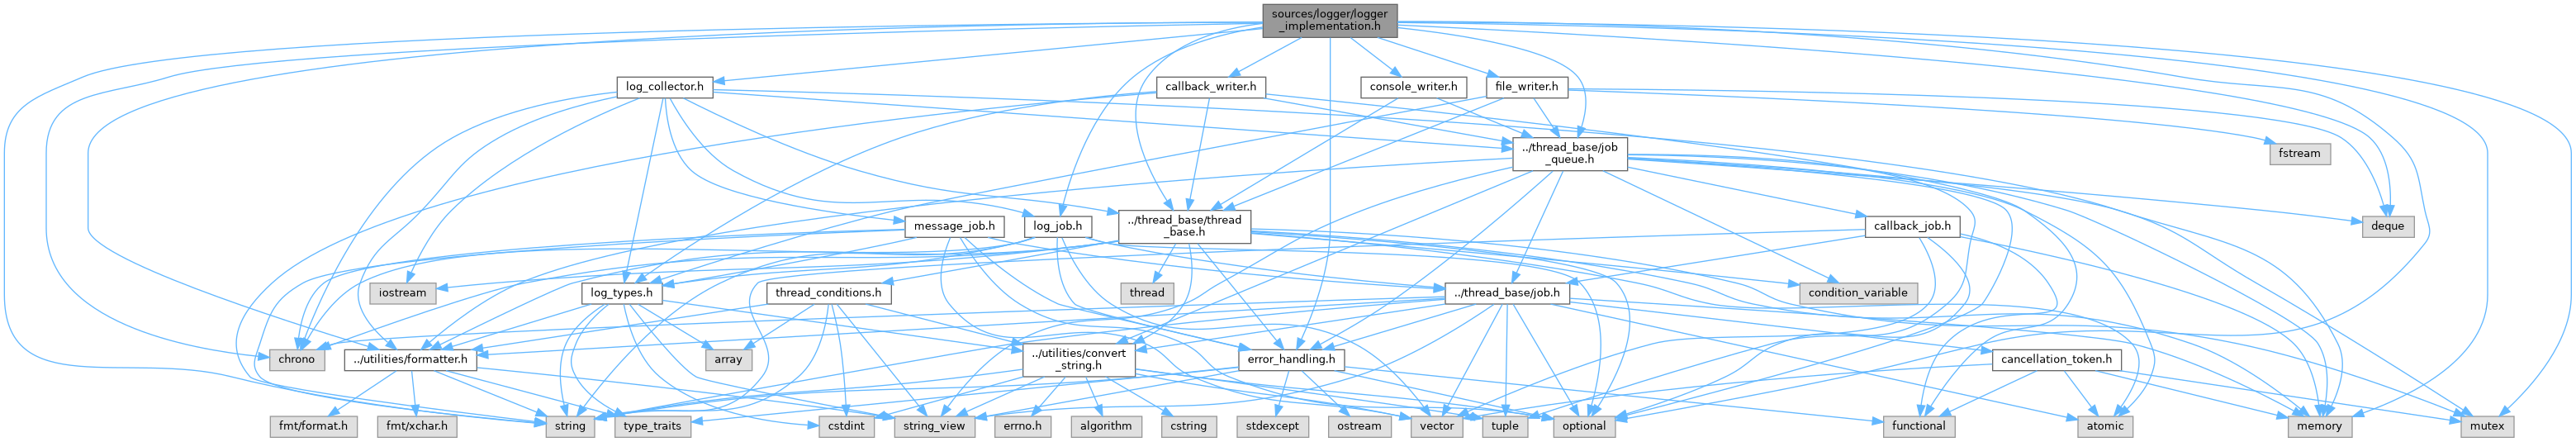 sources/logger/logger
_implementation.h
log_collector.h
callback_writer.h
console_writer.h
file_writer.h
../thread_base/job
_queue.h
fstream
message_job.h
log_job.h
../thread_base/thread
_base.h
callback_job.h
deque
iostream
log_types.h
thread_conditions.h
thread
../thread_base/job.h
condition_variable
chrono
../utilities/formatter.h
array
../utilities/convert
_string.h
error_handling.h
cancellation_token.h
fmt/format.h
fmt/xchar.h
string
type_traits
cstdint
string_view
errno.h
algorithm
cstring
stdexcept
ostream
vector
tuple
optional
functional
atomic
memory
mutex